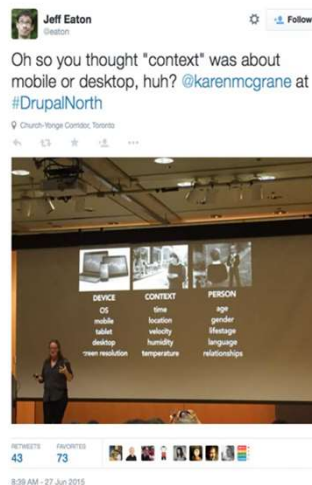 Jeff Eaton
@eaton
Follow
Oh so you thought "context" was about
mobile or desktop, huh? @karenmcgrane at
#DrupalNorth
Church-Yonge Corridor, Toronto
DEVICE
OS
mobile
tablet
desktop
screen resolution
CONTEXT
time
location
velocity
humidity
temperature
PERSON
age
gender
lifestage
language
relationships
RETWEETS
43
FAVORITES
73
8:39 AM - 27 Jun 2015